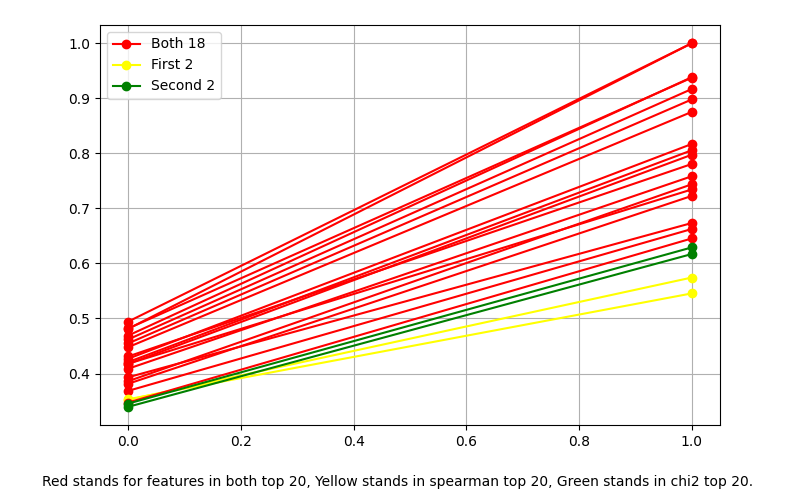 1.0
0.9
0.8
0.7
0.6
0.5
0.4
Both 18
First 2
Second 2
0.0 0.2 0.4 0.6 0.8 1.0
Red stands for features in both top 20, Yellow stands in spearman top 20, Green stands in chi2 top 20.